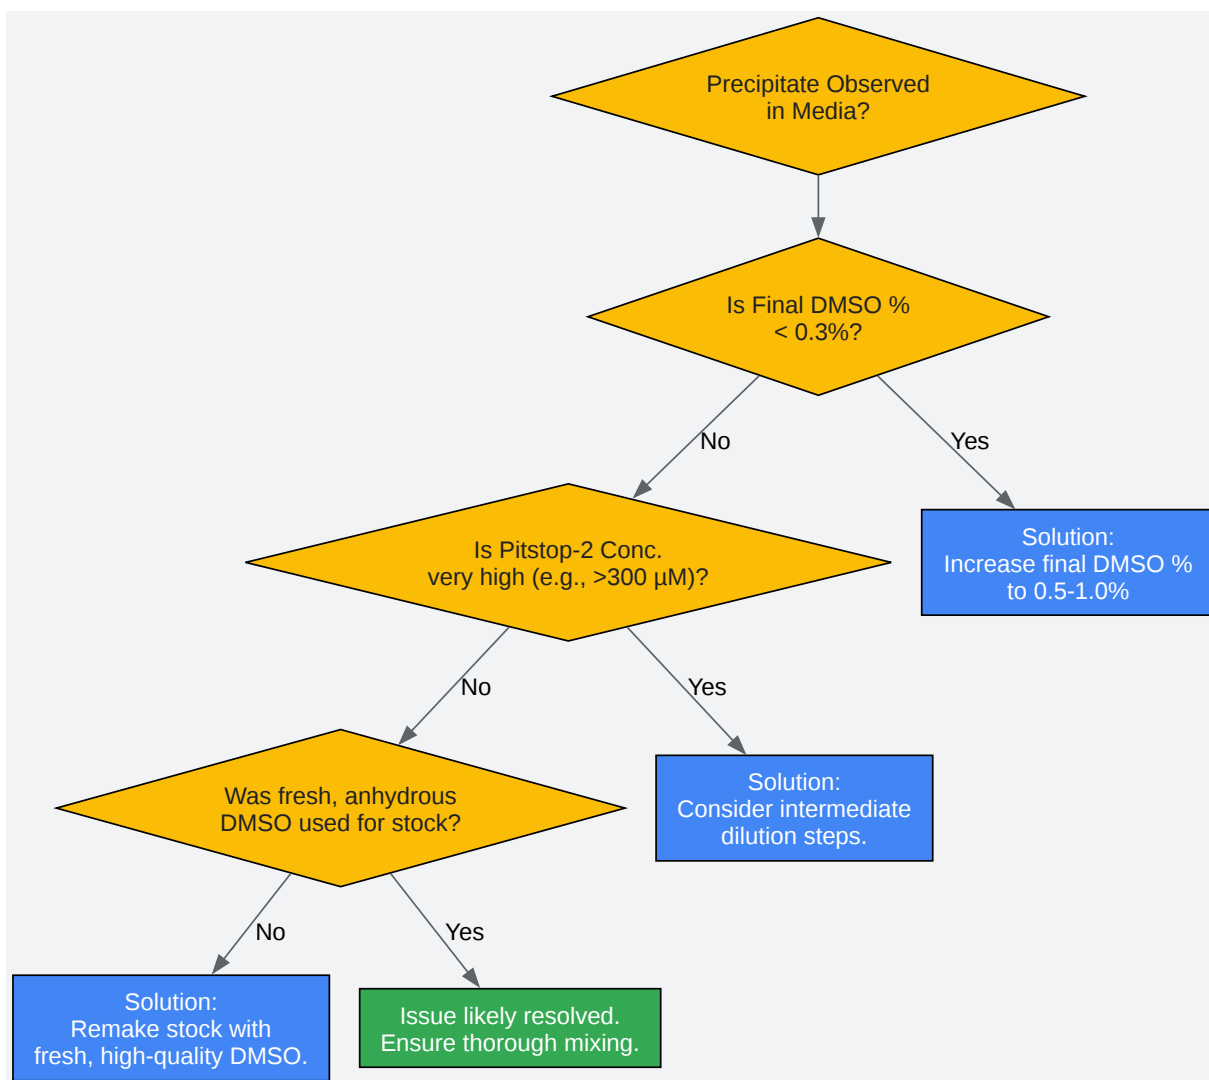 Precipitate Observed
in Media?
Is Final DMSO %
< 0.3%?
No
Yes
Is Pitstop-2 Conc.
very high (e.g., >300 µM)?
Solution:
Increase final DMSO %
to 0.5-1.0%
No
Yes
Was fresh, anhydrous
DMSO used for stock?
Solution:
Consider intermediate
dilution steps.
No
Yes
Solution:
Remake stock with
fresh, high-quality DMSO.
Issue likely resolved.
Ensure thorough mixing.